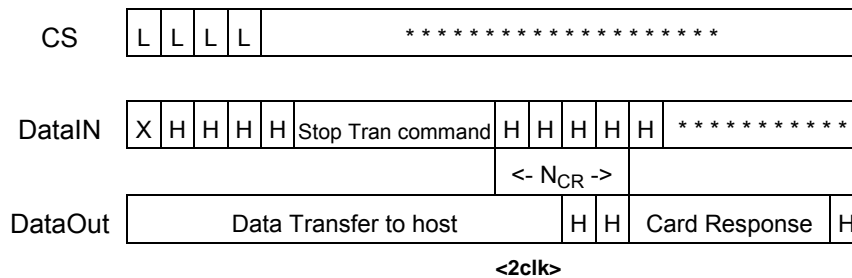 CS L L L L * * * * * * * * * * * * * * * * * * * *
DataIN X H H H H Stop Tran command H H H H H * * * * * * * * * * *
<- NCR ->
DataOut Data Transfer to host H H Card Response H
<2clk>